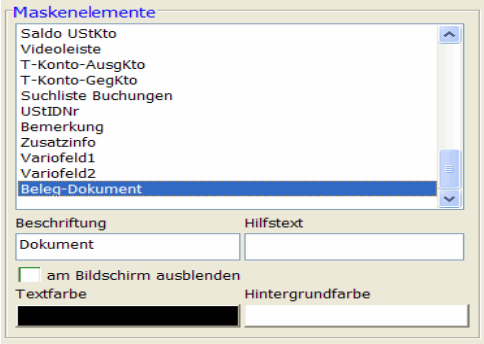 Maskenelemente
Saldo UStKto
Videoleiste
T-Konto-AusgKto
T-Konto-GegKto
Suchliste Buchungen
UStIDNr
Bemerkung
Zusatzinfo
Variofeld1
Variofeld2
Beleg-Dokument
Beschriftung Hilfstext
Dokument
am Bildschirm ausblenden
Textfarbe Hintergrundfarbe